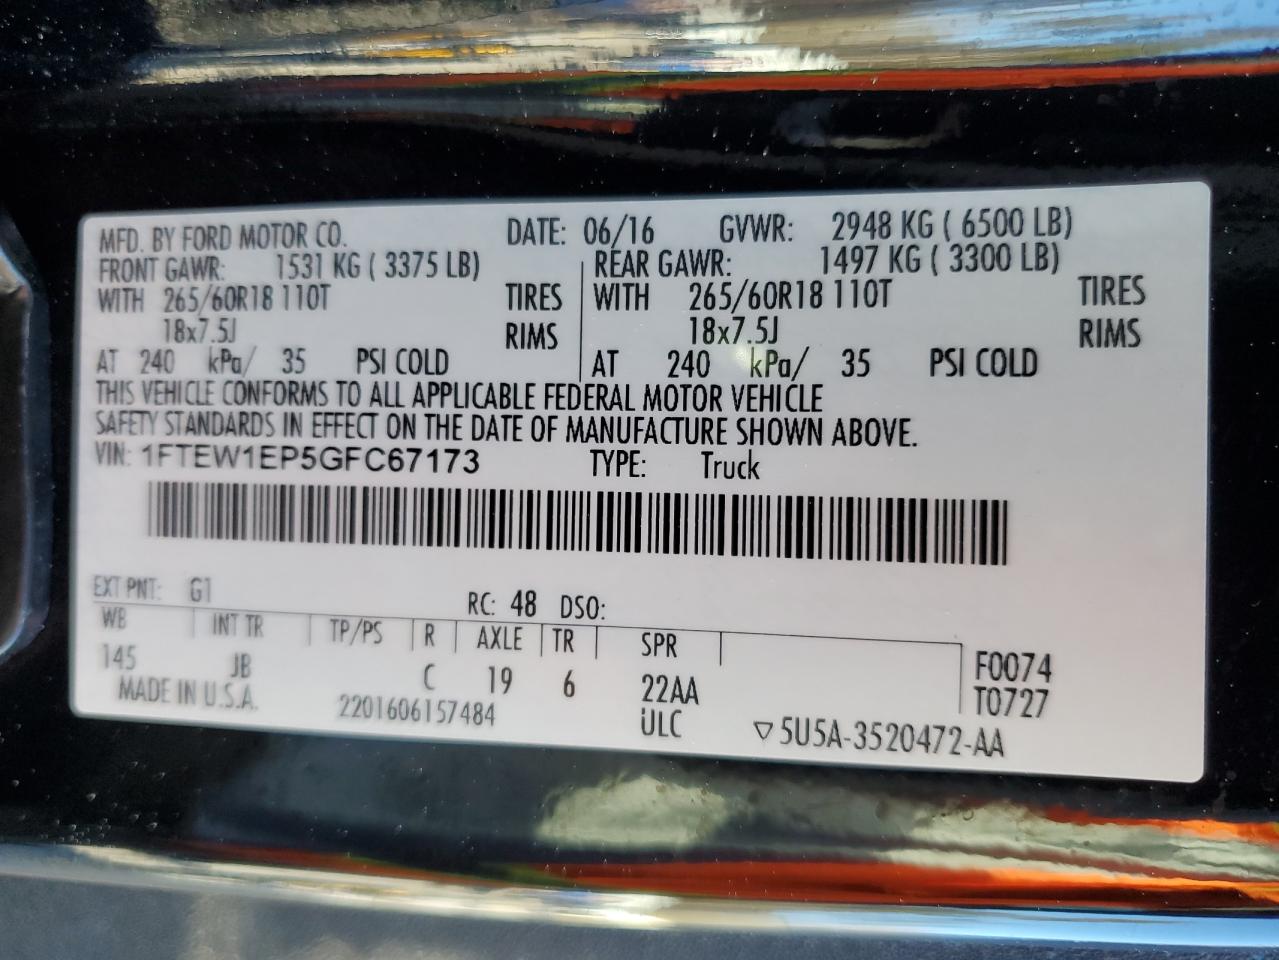 MFD. BY FORD MOTOR CO. DATE: 06/16 GVWR: 2948 KG ( 6500 LB)
FRONT GAWR: 1531 KG ( 3375 LB) REAR GAWR: 1497 KG ( 3300 LB)
WITH 265/60R18 110T TIRES WITH 265/60R18 110T TIRES
18x7.5J RIMS 18x7.5J RIMS
AT 240 kPa/ 35 PSI COLD AT 240 kPa/ 35 PSI COLD
THIS VEHICLE CONFORMS TO ALL APPLICABLE FEDERAL MOTOR VEHICLE
SAFETY STANDARDS IN EFFECT ON THE DATE OF MANUFACTURE SHOWN ABOVE.
VIN: 1FTEW1EP5GFC67173 TYPE: Truck
EXT PNT: G1 RC: 48 DSO:
WB INT TR TP/PS R AXLE TR SPR
145 JB C 19 6 22AA F0074
MADE IN U.S.A. 2201606157484 ULC T0727
▽5U5A-3520472-AA